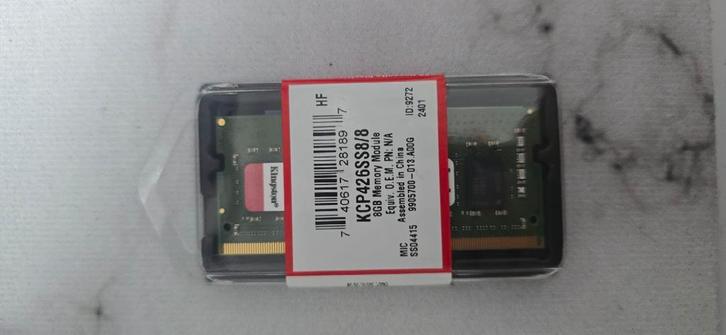 HF
7 40617 28189 7
KCP426SS8/8
8GB Memory Module
Equiv. O.E.M. PN: N/A
Assembled in China
MIC 9905700-013.A00G
SS04415
ID:9272
2401
Kingston